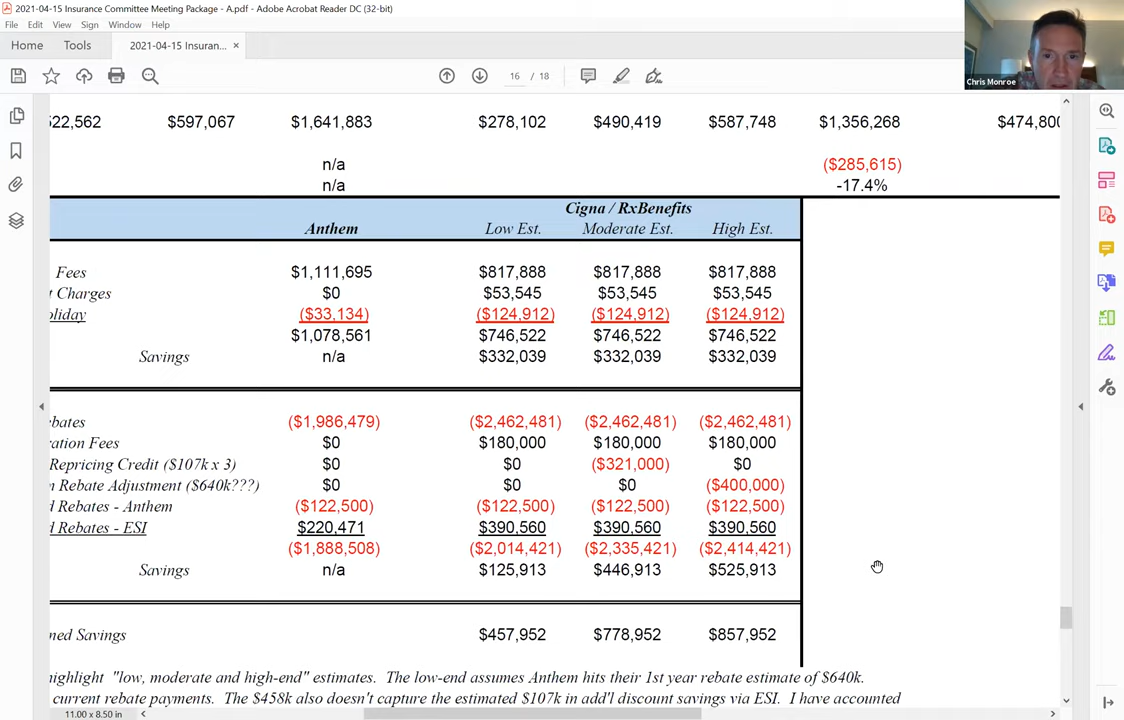 2021-04-15 Insurance Committee Meeting Package - A.pdf - Adobe Acrobat Reader DC (32-bit)
File Edit View Sign Window Help
Home Tools 2021-04-15 Insuran... ×
16 / 18
Chris Monroe
522,562 $597,067 $1,641,883 $278,102 $490,419 $587,748 $1,356,268 $474,800
n/a ($285,615)
n/a -17.4%
Cigna / RxBenefits
Anthem Low Est. Moderate Est. High Est.
Fees $1,111,695 $817,888 $817,888 $817,888
t Charges $0 $53,545 $53,545 $53,545
oliday ($33,134) ($124,912) ($124,912) ($124,912)
$1,078,561 $746,522 $746,522 $746,522
Savings n/a $332,039 $332,039 $332,039
ebates ($1,986,479) ($2,462,481) ($2,462,481) ($2,462,481)
ration Fees $0 $180,000 $180,000 $180,000
Repricing Credit ($107k x 3) $0 $0 ($321,000) $0
n Rebate Adjustment ($640k???) $0 $0 $0 ($400,000)
d Rebates - Anthem ($122,500) ($122,500) ($122,500) ($122,500)
d Rebates - ESI $220,471 $390,560 $390,560 $390,560
($1,888,508) ($2,014,421) ($2,335,421) ($2,414,421)
Savings n/a $125,913 $446,913 $525,913
ned Savings $457,952 $778,952 $857,952
highlight "low, moderate and high-end" estimates. The low-end assumes Anthem hits their 1st year rebate estimate of $640k.
current rebate payments. The $458k also doesn't capture the estimated $107k in add'l discount savings via ESI. I have accounted
11.00 x 8.50 in